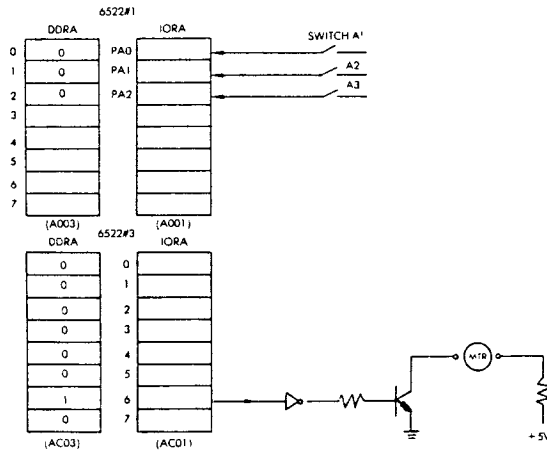 6522#1
DDRA IORA
0 0 PA0 SWITCH A1
1 0 PA1 A2
2 0 PA2 A3
3
4
5
6
7
(A003) (A001)
6522#3
DDRA IORA
0 0
0 1
0 2
0 3
0 4
0 5
1 6
0 7
MTR
+5V
(AC03) (AC01)